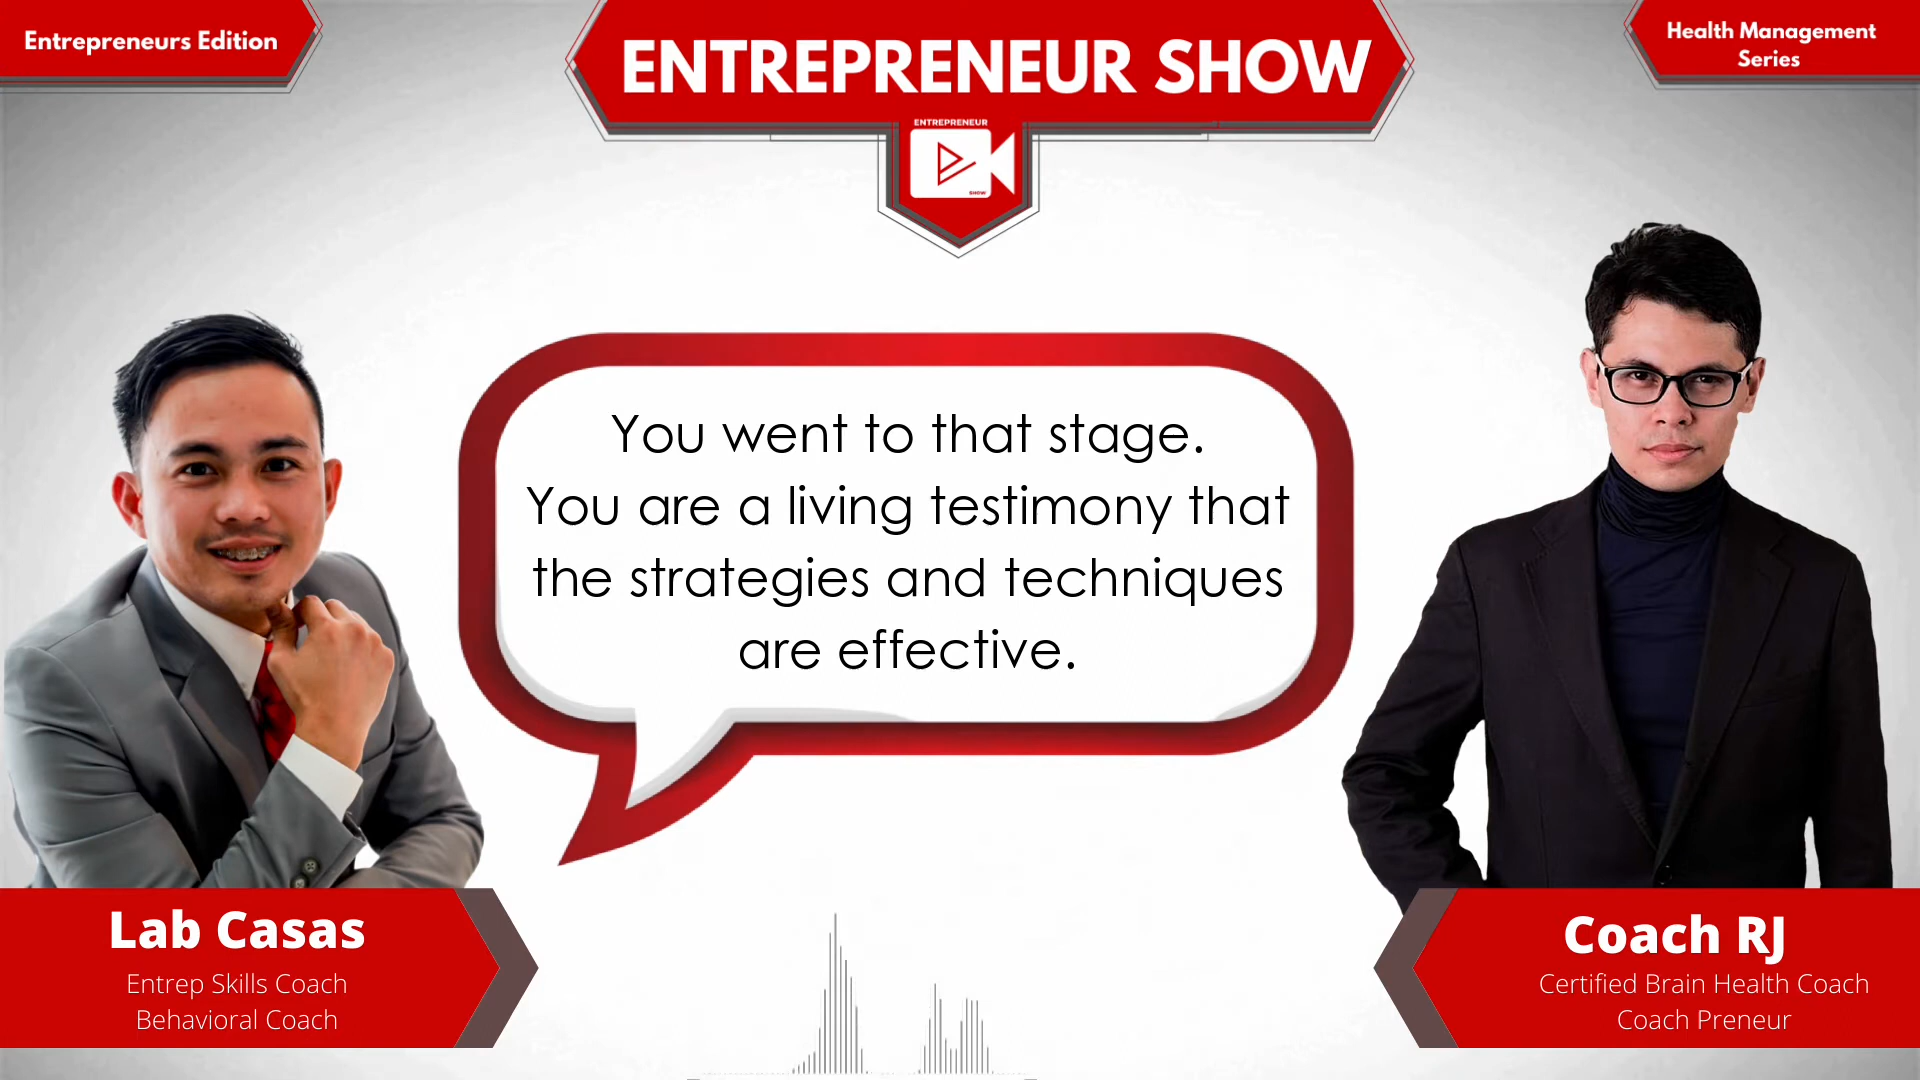 Entrepreneurs Edition
ENTREPRENEUR SHOW
Health Management
Series
ENTREPRENEUR
SHOW
You went to that stage.
You are a living testimony that
the strategies and techniques
are effective.
Lab Casas
Entrep Skills Coach
Behavioral Coach
Coach RJ
Certified Brain Health Coach
Coach Preneur